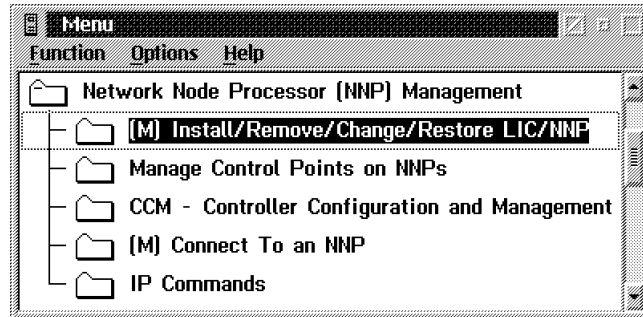 Menu
Function Options Help
Network Node Processor (NNP) Management
(M) Install/Remove/Change/Restore LIC/NNP
Manage Control Points on NNPs
CCM - Controller Configuration and Management
(M) Connect To an NNP
IP Commands